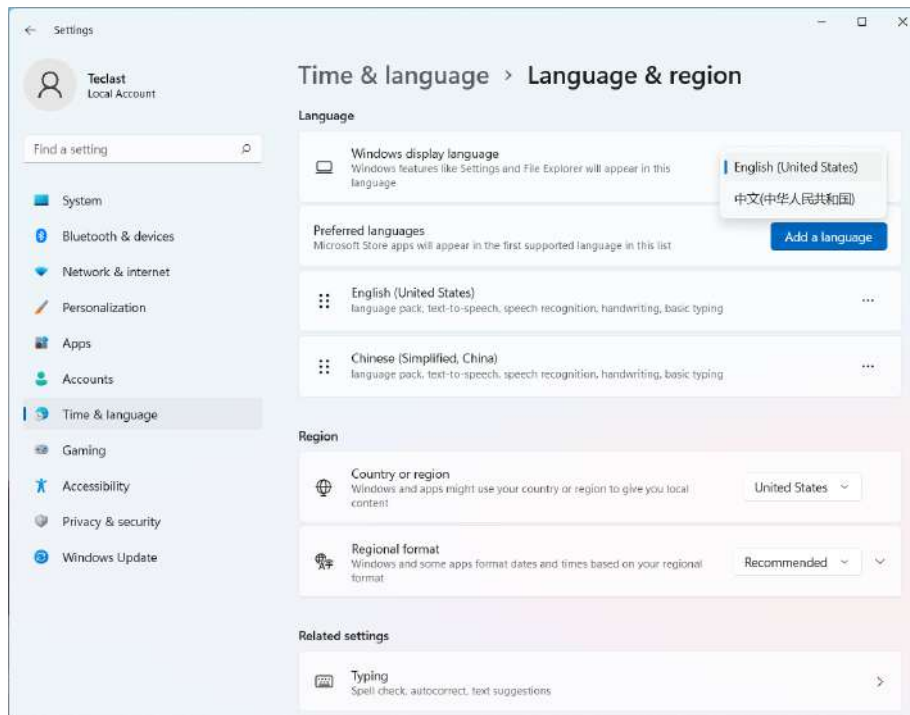 Settings
Teclast
Local Account
Find a setting
System
Bluetooth & devices
Network & internet
Personalization
Apps
Accounts
Time & language
Gaming
Accessibility
Privacy & security
Windows Update
Time & language › Language & region
Language
Windows display language
Windows features like Settings and File Explorer will appear in this
language
English (United States)
中文(中华人民共和国)
Preferred languages
Microsoft Store apps will appear in the first supported language in this list
Add a language
English (United States)
language pack, text-to-speech, speech recognition, handwriting, basic typing
Chinese (Simplified, China)
language pack, text-to-speech, speech recognition, handwriting, basic typing
Region
Country or region
Windows and apps might use your country or region to give you local
content
United States
Regional format
Windows and some apps format dates and times based on your regional
format
Recommended
Related settings
Typing
Spell check, autocorrect, text suggestions